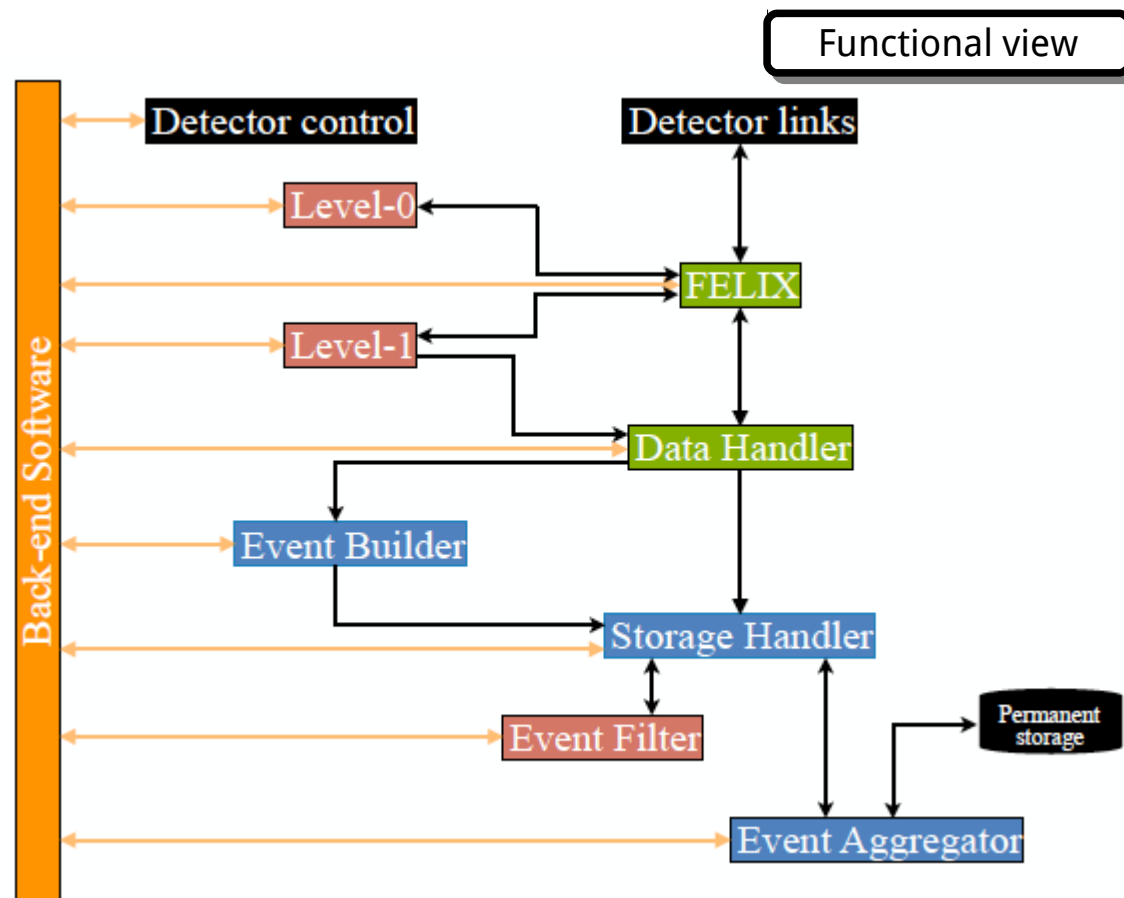 Functional view
Detector control
Detector links
Level-0
FELIX
Level-1
Back-end Software
Data Handler
Event Builder
Storage Handler
Event Filter
Permanent
storage
Event Aggregator